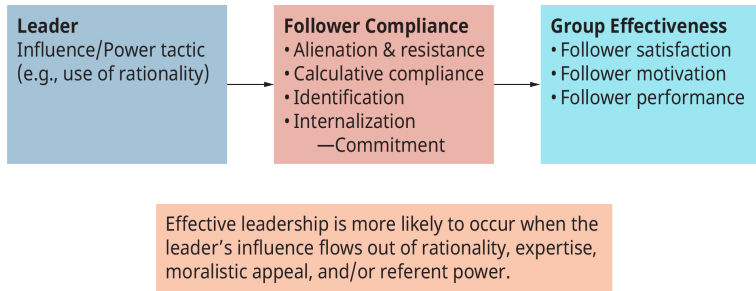 Leader
Influence/Power tactic
(e.g., use of rationality)
Follower Compliance
• Alienation & resistance
• Calculative compliance
• Identification
• Internalization
—Commitment
Group Effectiveness
• Follower satisfaction
• Follower motivation
• Follower performance
Effective leadership is more likely to occur when the
leader’s influence flows out of rationality, expertise,
moralistic appeal, and/or referent power.